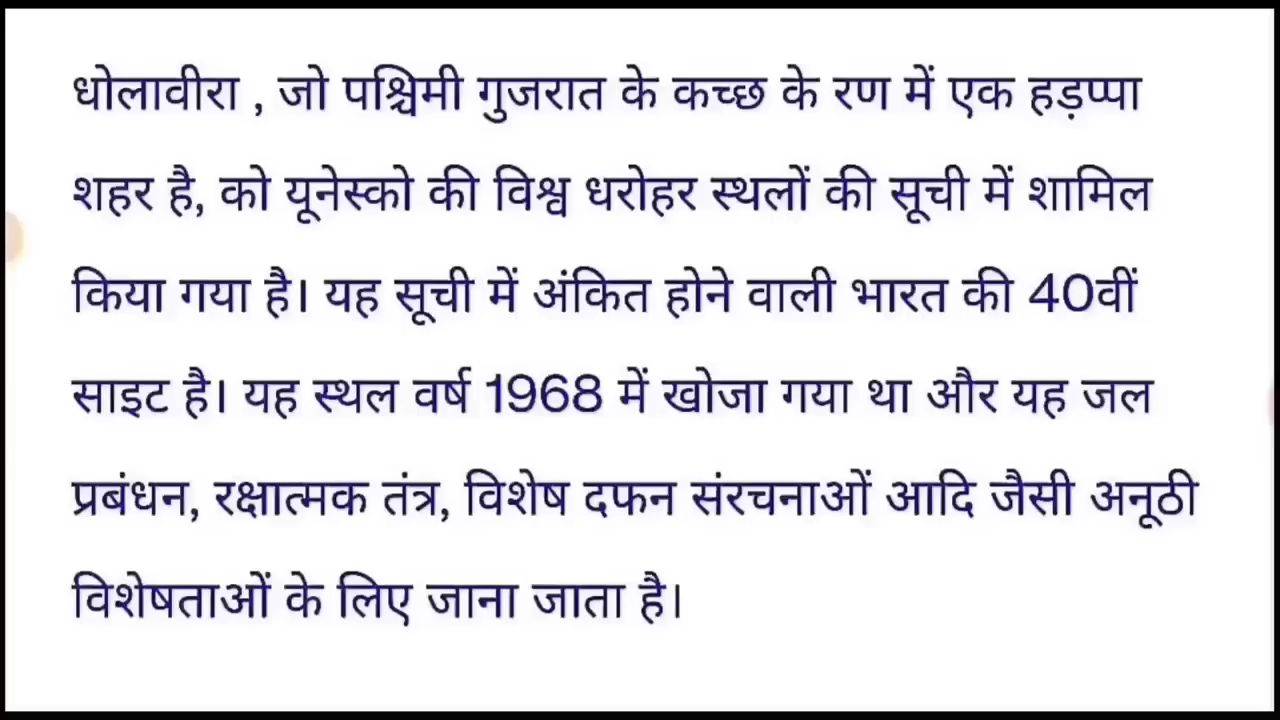 धोलावीरा , जो पश्चिमी गुजरात के कच्छ के रण में एक हड़प्पा
शहर है, को यूनेस्को की विश्व धरोहर स्थलों की सूची में शामिल
किया गया है। यह सूची में अंकित होने वाली भारत की 40वीं
साइट है। यह स्थल वर्ष 1968 में खोजा गया था और यह जल
प्रबंधन, रक्षात्मक तंत्र, विशेष दफन संरचनाओं आदि जैसी अनूठी
विशेषताओं के लिए जाना जाता है।